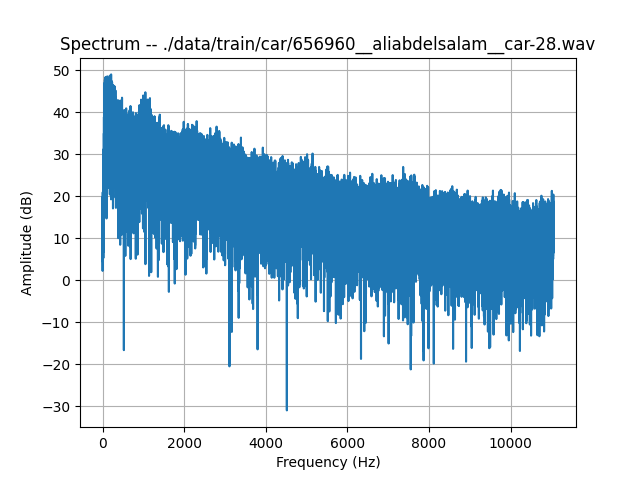 Spectrum -- ./data/train/car/656960__aliabdelsalam__car-28.wav
50
40
30
20
10
0
−10
−20
−30
Amplitude (dB)
0 2000 4000 6000 8000 10000
Frequency (Hz)